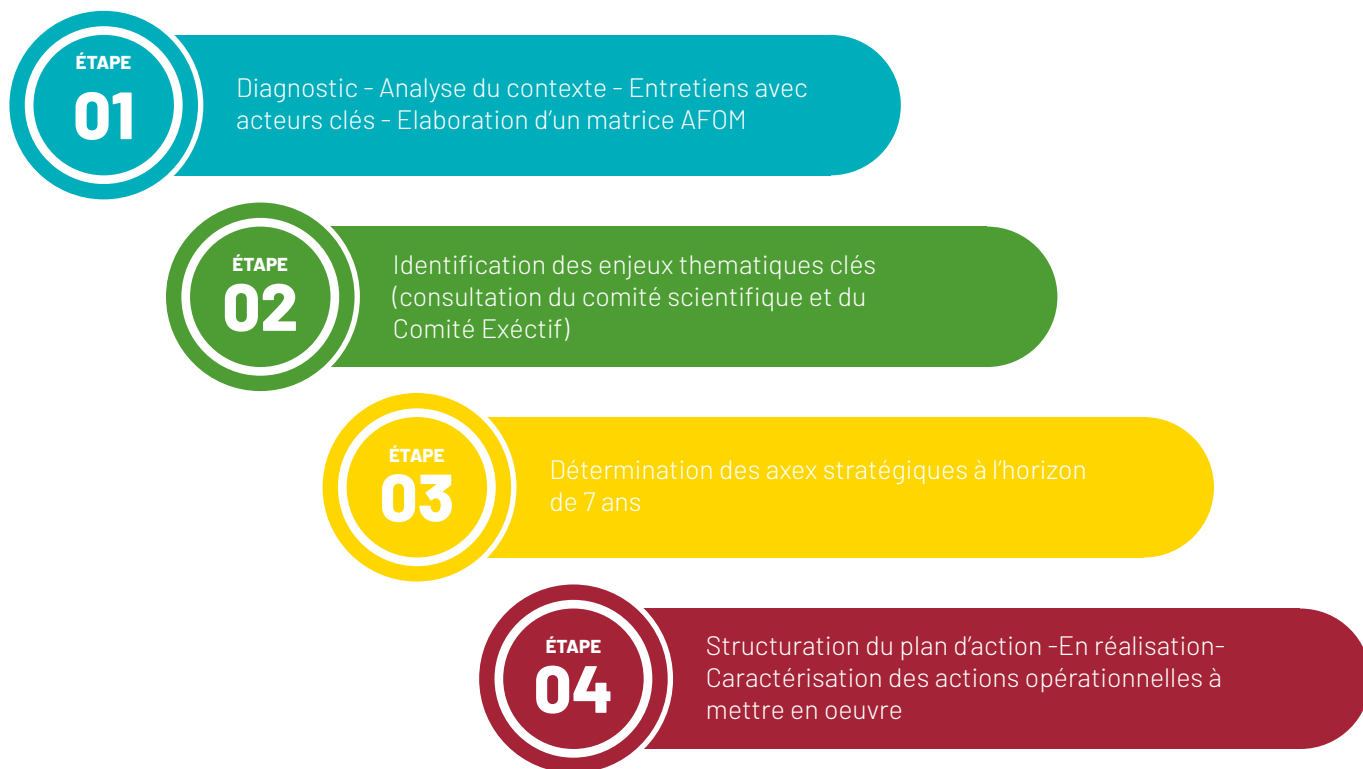 ÉTAPE
01
Diagnostic - Analyse du contexte - Entretiens avec
acteurs clés - Elaboration d'un matrice AFOM
ÉTAPE
02
Identification des enjeux thematiques clés
(consultation du comité scientifique et du
Comité Exéctif)
ÉTAPE
03
Détermination des axex stratégiques à l'horizon
de 7 ans
ÉTAPE
04
Structuration du plan d'action -En réalisation-
Caractérisation des actions opérationnelles à
mettre en oeuvre